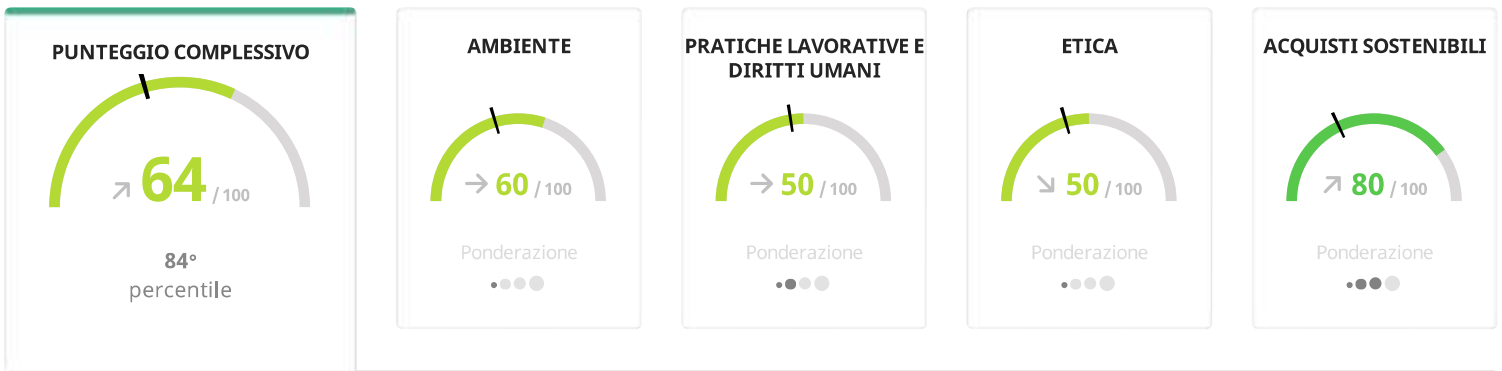 PUNTEGGIO COMPLESSIVO
64 / 100
84°
percentile
AMBIENTE
60 / 100
Ponderazione
PRATICHE LAVORATIVE E
DIRITTI UMANI
50 / 100
Ponderazione
ETICA
50 / 100
Ponderazione
ACQUISTI SOSTENIBILI
80 / 100
Ponderazione